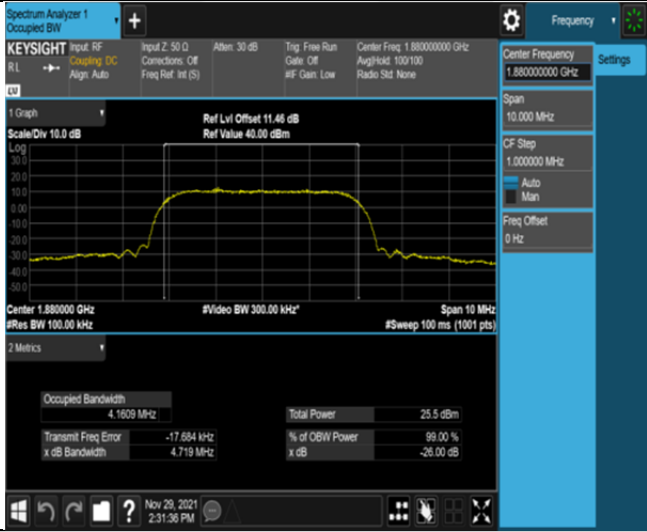 Spectrum Analyzer 1
Occupied BW
+
Frequency
KEYSIGHT
Input: RF
Input Z: 50 Ω
Atten: 30 dB
Trig: Free Run
Center Freq: 1.880000000 GHz
RL
Coupling: DC
Corrections: Off
Gate: Off
Avg|Hold: 100/100
Align: Auto
Freq Ref: Int (S)
#IF Gain: Low
Radio Std: None
LU
Center Frequency
1.880000000 GHz
Settings
Span
10.000 MHz
CF Step
1.000000 MHz
Auto
Man
Freq Offset
0 Hz
1 Graph
Ref Lvl Offset 11.46 dB
Scale/Div 10.0 dB
Ref Value 40.00 dBm
Log
30.0
20.0
10.0
0.00
-10.0
-20.0
-30.0
-40.0
-50.0
Center 1.880000 GHz
#Video BW 300.00 kHz*
Span 10 MHz
#Res BW 100.00 kHz
#Sweep 100 ms (1001 pts)
2 Metrics
Occupied Bandwidth
4.1609 MHz
Total Power
25.5 dBm
Transmit Freq Error
-17.684 kHz
% of OBW Power
99.00 %
x dB Bandwidth
4.719 MHz
x dB
-26.00 dB
?
Nov 29, 2021
2:31:36 PM